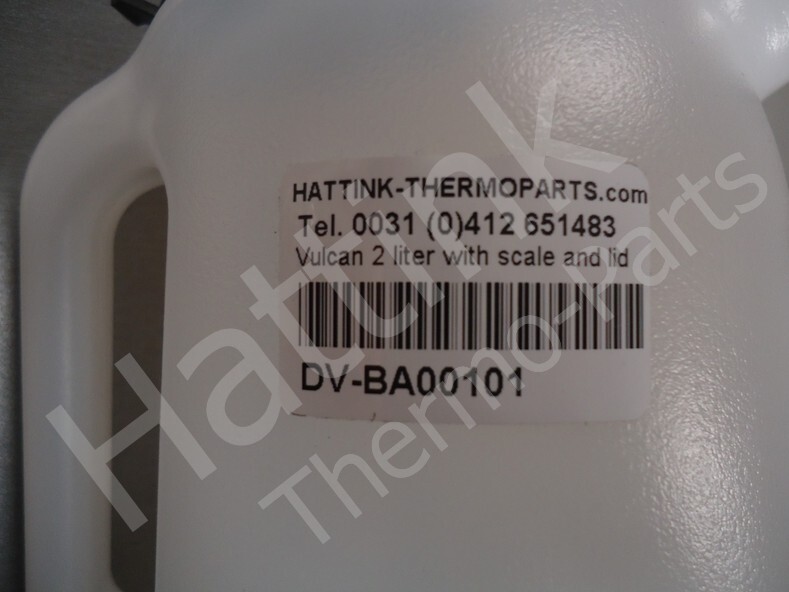 HATTINK-THERMOPARTS.com
Tel. 0031 (0)412 651483
Vulcan 2 liter with scale and lid
DV-BA00101
Hattink
Thermo-Parts